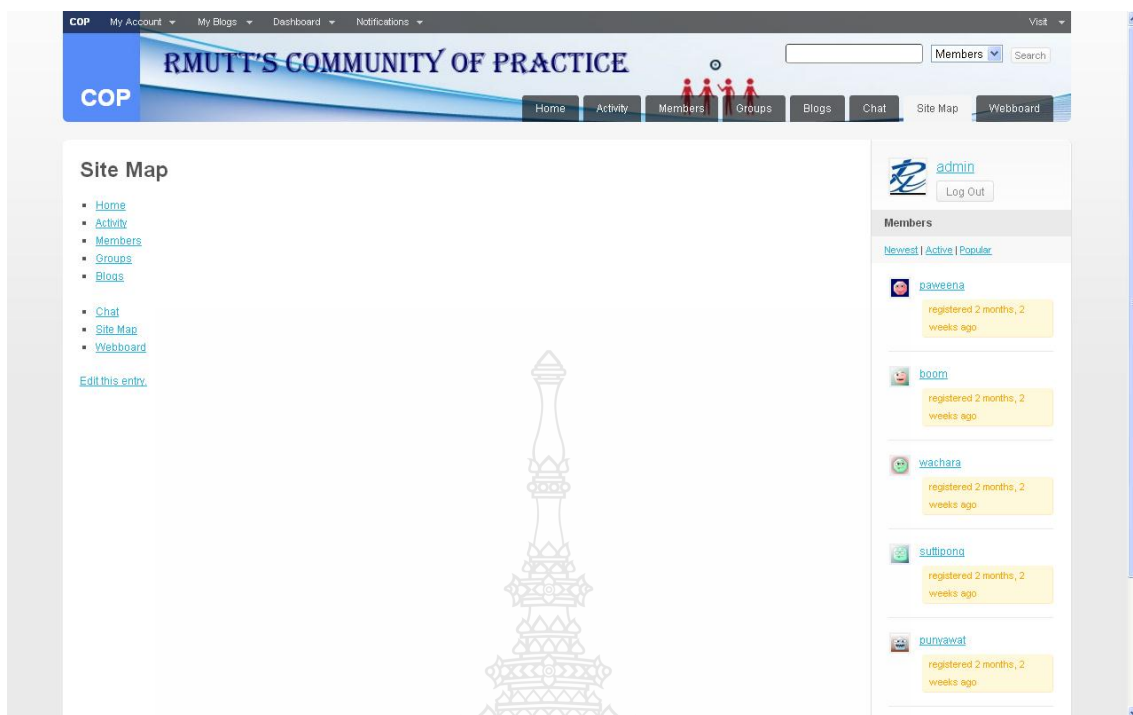 COP My Account My Blogs Dashboard Notifications Visit
RMUTT'S COMMUNITY OF PRACTICE
Members Search
COP
Home Activity Members Groups Blogs Chat Site Map Webboard
Site Map
Home
Activity
Members
Groups
Blogs
Chat
Site Map
Webboard
Edit this entry.
admin
Log Out
Members
Newest | Active | Popular
paweena
registered 2 months, 2
weeks ago
boom
registered 2 months, 2
weeks ago
wachara
registered 2 months, 2
weeks ago
suttipong
registered 2 months, 2
weeks ago
punyawat
registered 2 months, 2
weeks ago